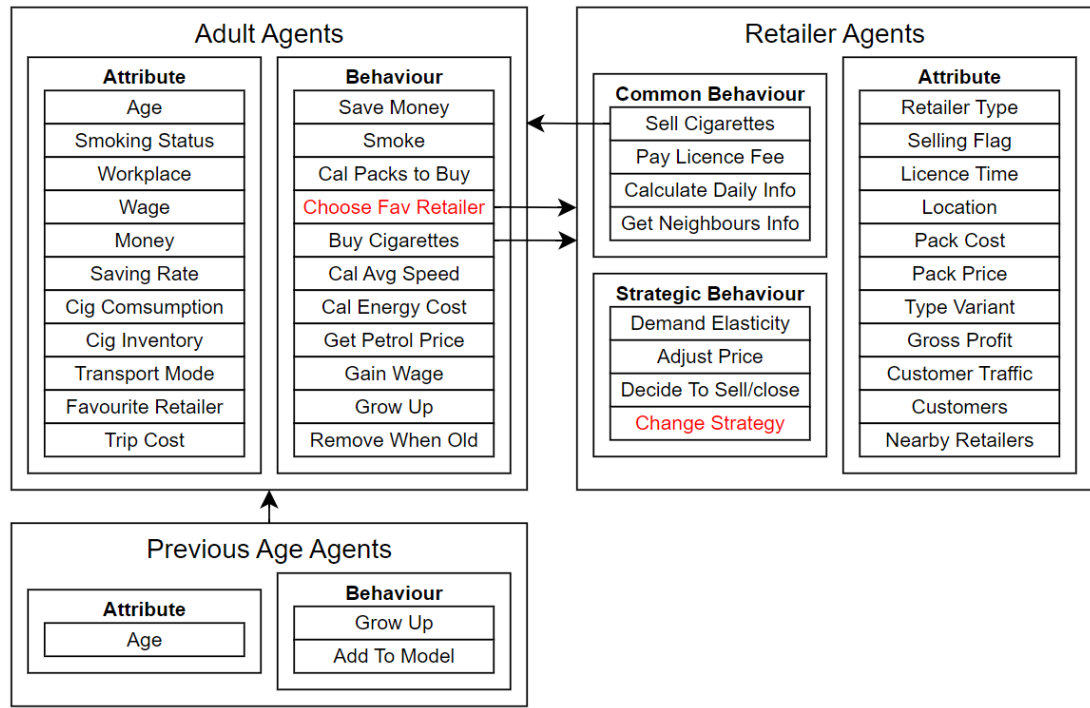 Adult Agents
Attribute
Age
Smoking Status
Workplace
Wage
Money
Saving Rate
Cig Comsumption
Cig Inventory
Transport Mode
Favourite Retailer
Trip Cost
Behaviour
Save Money
Smoke
Cal Packs to Buy
Choose Fav Retailer
Buy Cigarettes
Cal Avg Speed
Cal Energy Cost
Get Petrol Price
Gain Wage
Grow Up
Remove When Old
Retailer Agents
Common Behaviour
Sell Cigarettes
Pay Licence Fee
Calculate Daily Info
Get Neighbours Info
Strategic Behaviour
Demand Elasticity
Adjust Price
Decide To Sell/close
Change Strategy
Attribute
Retailer Type
Selling Flag
Licence Time
Location
Pack Cost
Pack Price
Type Variant
Gross Profit
Customer Traffic
Customers
Nearby Retailers
Previous Age Agents
Attribute
Age
Behaviour
Grow Up
Add To Model